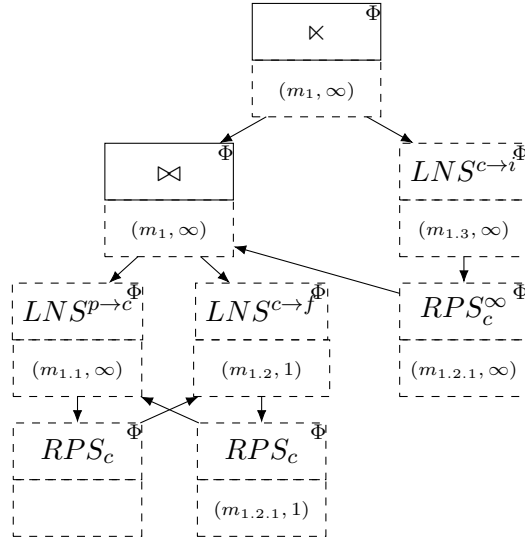 Φ
⋉
(m₁, ∞)
Φ
⋈
(m₁, ∞)
Φ
LNS^{c→i}
(m₁.₃, ∞)
Φ
LNS^{p→c}
(m₁.₁, ∞)
Φ
LNS^{c→f}
(m₁.₂, 1)
Φ
RPS_c^∞
(m₁.₂.₁, ∞)
Φ
RPS_c
Φ
RPS_c
(m₁.₂.₁, 1)